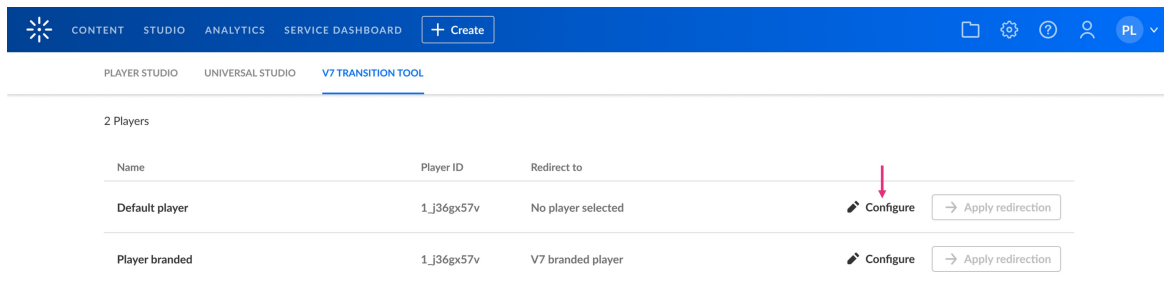 CONTENT STUDIO ANALYTICS SERVICE DASHBOARD + Create PL
PLAYER STUDIO UNIVERSAL STUDIO V7 TRANSITION TOOL
2 Players
Name Player ID Redirect to
Default player 1_j36gx57v No player selected Configure → Apply redirection
Player branded 1_j36gx57v V7 branded player Configure → Apply redirection